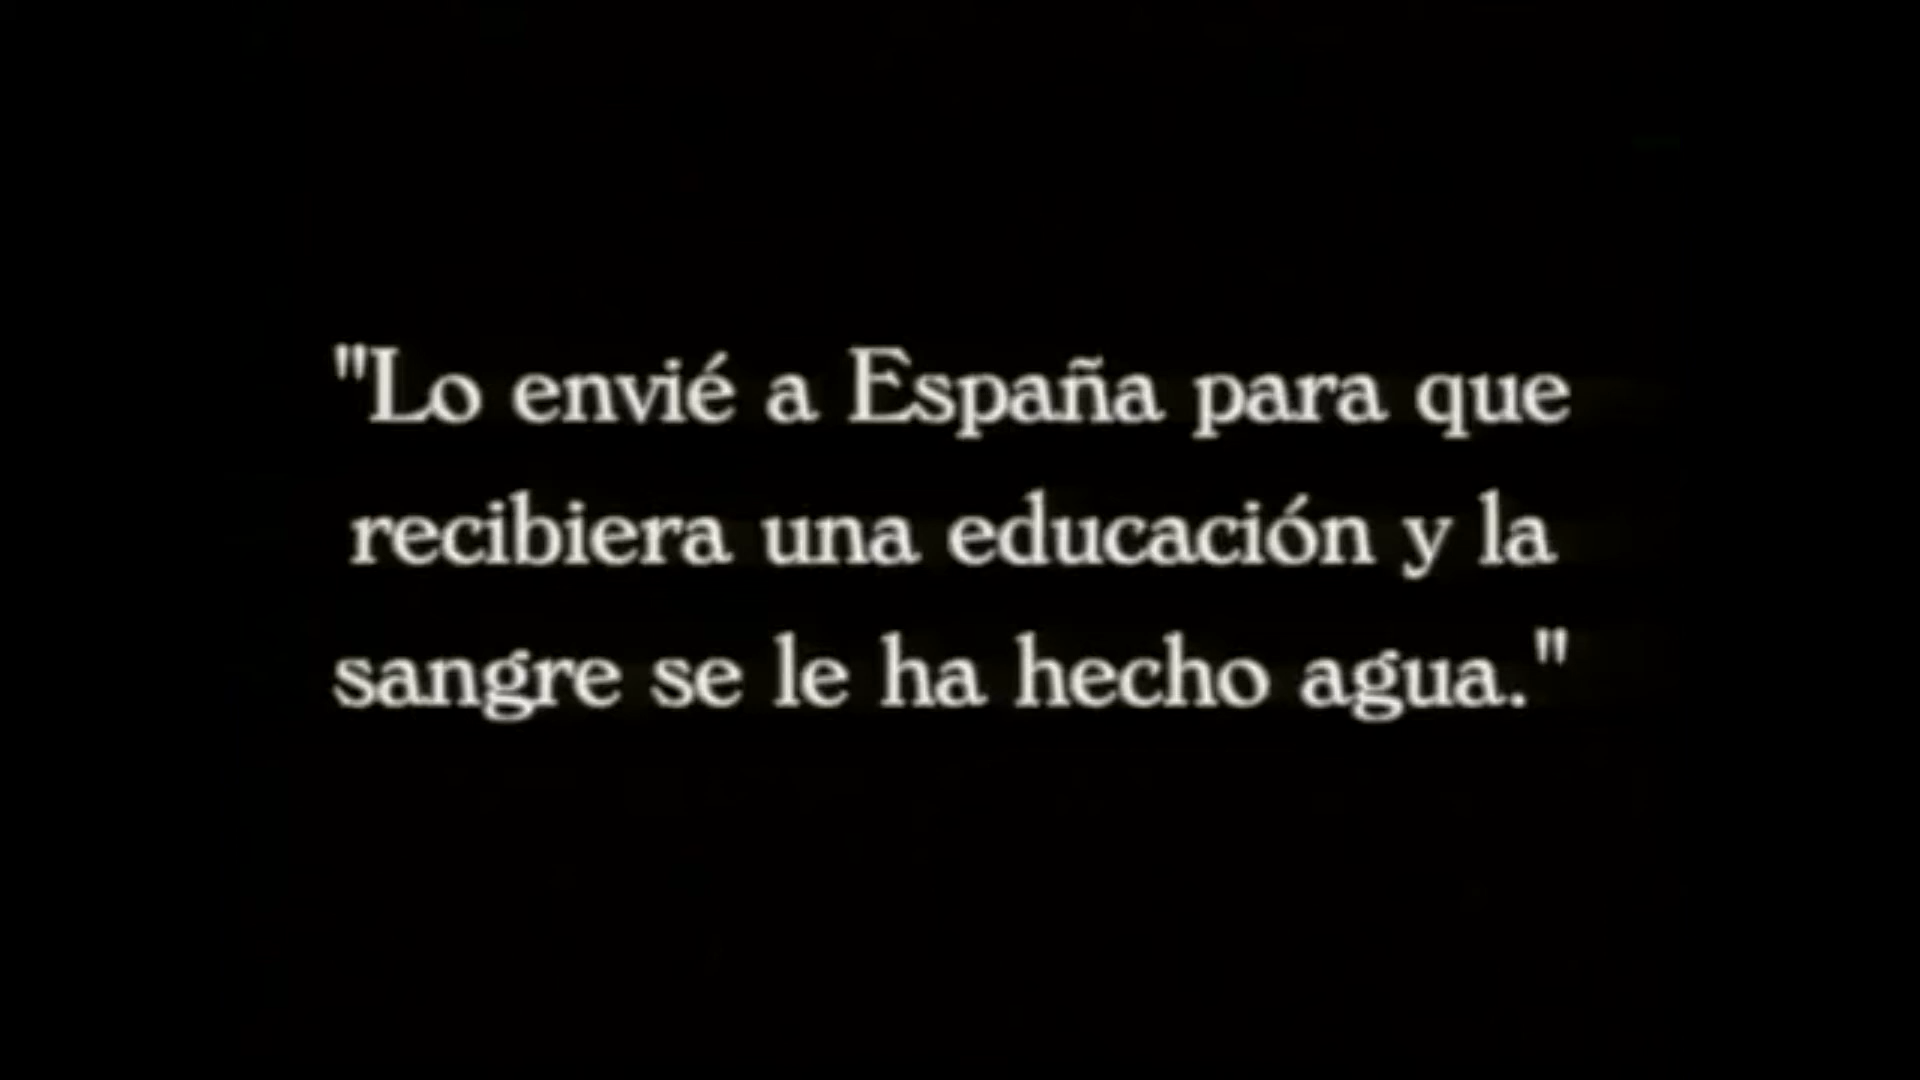 "Lo envié a España para que
recibiera una educación y la
sangre se le ha hecho agua."